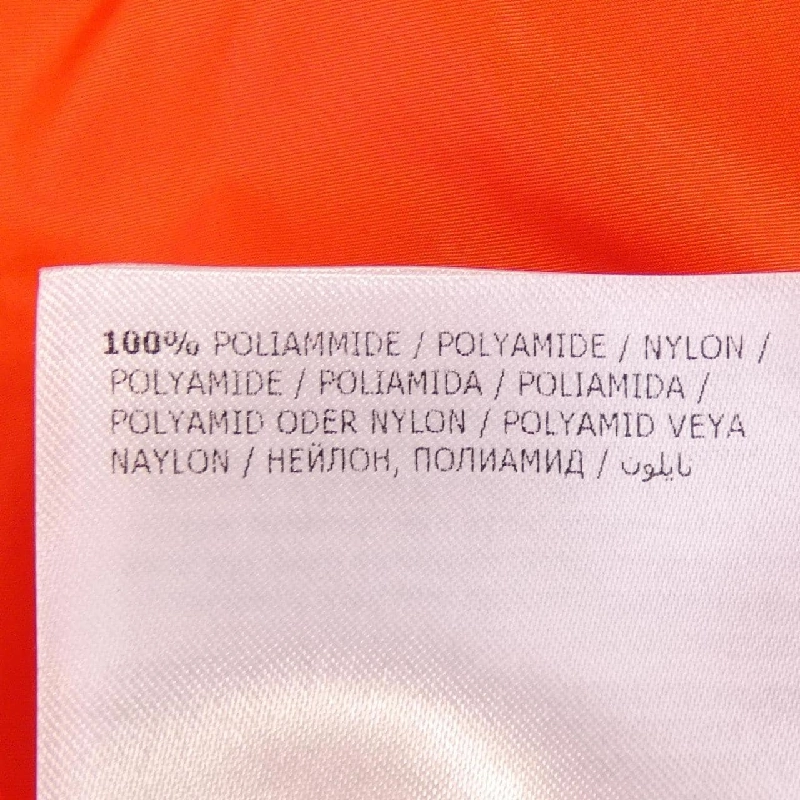 100% POLIAMMIDE / POLYAMIDE / NYLON /
POLYAMIDE / POLIAMIDA / POLIAMIDA /
POLYAMID ODER NYLON / POLYAMID VEYA
NAYLON / НЕЙЛОН, ПОЛИАМИД / نايلون